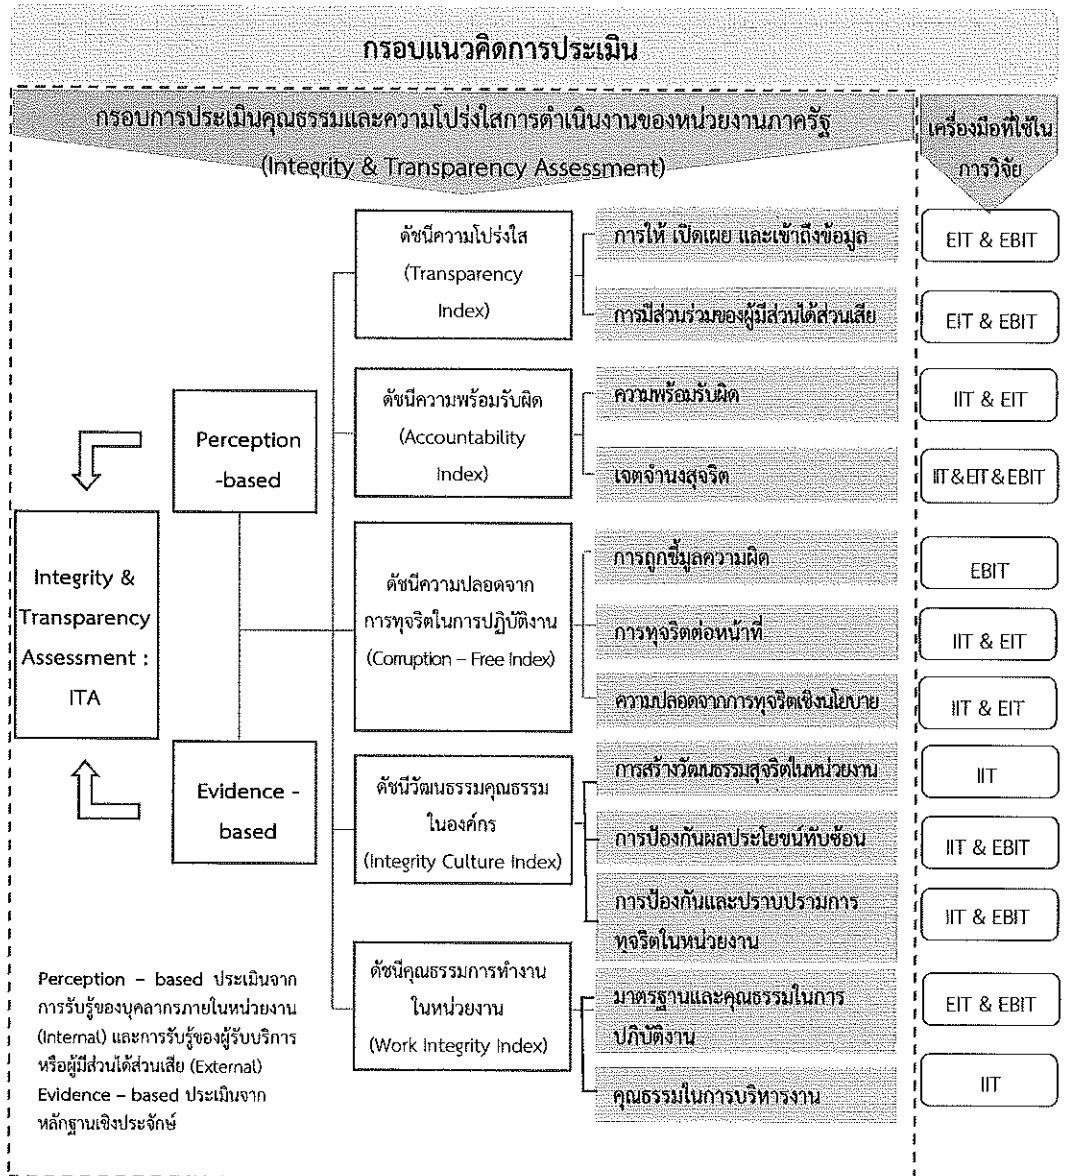 กรอบแนวคิดการประเมิน
กรอบการประเมินคุณธรรมและความโปร่งใสการดำเนินงานของหน่วยงานภาครัฐ
(Integrity & Transparency Assessment)
เครื่องมือที่ใช้ใน
การวิจัย
ดัชนีความโปร่งใส
(Transparency
Index)
การให้ เปิดเผย และเข้าถึงข้อมูล
EIT & EBIT
การมีส่วนร่วมของผู้มีส่วนได้ส่วนเสีย
EIT & EBIT
Perception
-based
ดัชนีความพร้อมรับผิด
(Accountability
Index)
ความพร้อมรับผิด
IIT & EIT
เจตจำนงสุจริต
IIT&EIT&EBIT
Integrity &
Transparency
Assessment :
ITA
ดัชนีความปลอดจาก
การทุจริตในการปฏิบัติงาน
(Corruption – Free Index)
การถูกชี้มูลความผิด
EBIT
การทุจริตต่อหน้าที่
IIT & EIT
ความปลอดจากการทุจริตเชิงนโยบาย
IIT & EIT
Evidence -
based
ดัชนีวัฒนธรรมคุณธรรม
ในองค์กร
(Integrity Culture Index)
การสร้างวัฒนธรรมสุจริตในหน่วยงาน
IIT
การป้องกันผลประโยชน์ทับซ้อน
IIT & EBIT
การป้องกันและปราบปรามการ
ทุจริตในหน่วยงาน
IIT & EBIT
ดัชนีคุณธรรมการทำงาน
ในหน่วยงาน
(Work Integrity Index)
มาตรฐานและคุณธรรมในการ
ปฏิบัติงาน
EIT & EBIT
คุณธรรมในการบริหารงาน
IIT
Perception – based ประเมินจาก
การรับรู้ของบุคลากรภายในหน่วยงาน
(Internal) และการรับรู้ของผู้รับบริการ
หรือผู้มีส่วนได้ส่วนเสีย (External)
Evidence – based ประเมินจาก
หลักฐานเชิงประจักษ์